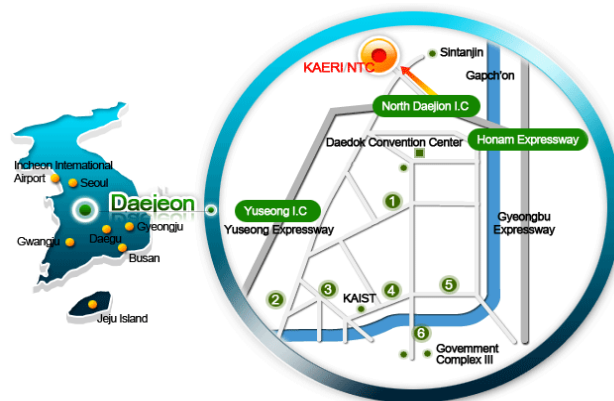 Incheon International
Airport
Seoul
Daejeon
Gwangju
Daegu
Gyeongju
Busan
Jeju Island
KAERI/NTC
Sintanjin
Gapch'on
North Daejion I.C
Daedok Convention Center
Honam Expressway
Yuseong I.C
Yuseong Expressway
1
Gyeongbu
Expressway
2
3
KAIST
4
5
6
Government
Complex III